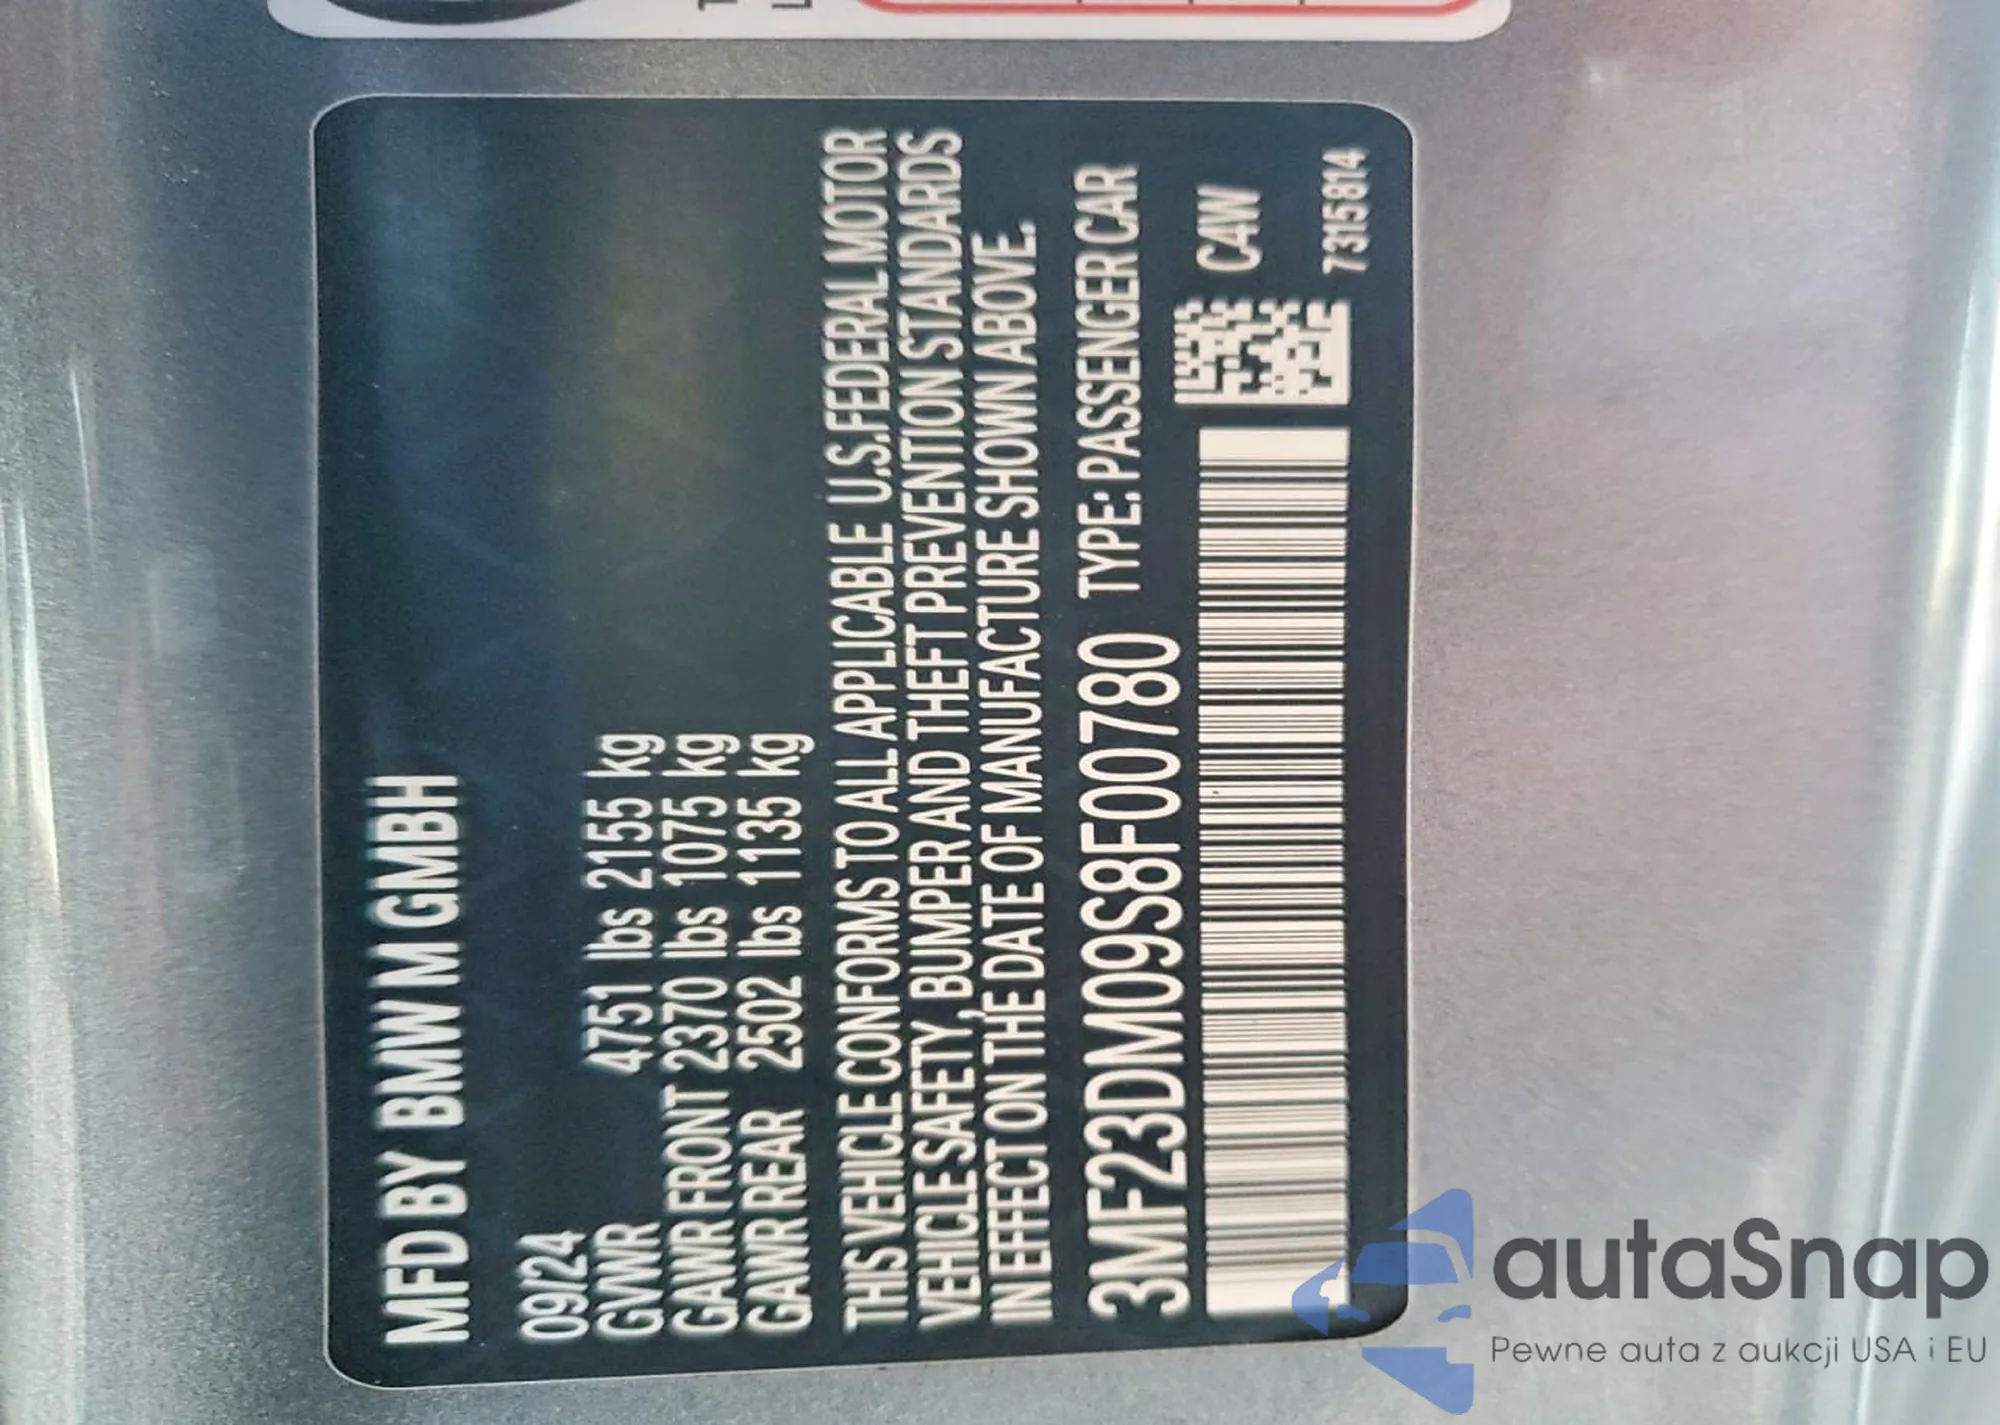 MFD BY BMW M GMBH
09/24
GVWR 4751 lbs 2155 kg
GAWR FRONT 2370 lbs 1075 kg
GAWR REAR 2502 lbs 1135 kg
THIS VEHICLE CONFORMS TO ALL APPLICABLE U.S. FEDERAL MOTOR
VEHICLE SAFETY, BUMPER AND THEFT PREVENTION STANDARDS
IN EFFECT ON THE DATE OF MANUFACTURE SHOWN ABOVE.
3MF23DM09S8F00780 TYPE: PASSENGER CAR
C4W
7315814
autaSnap
Pewne auta z aukcji USA i EU